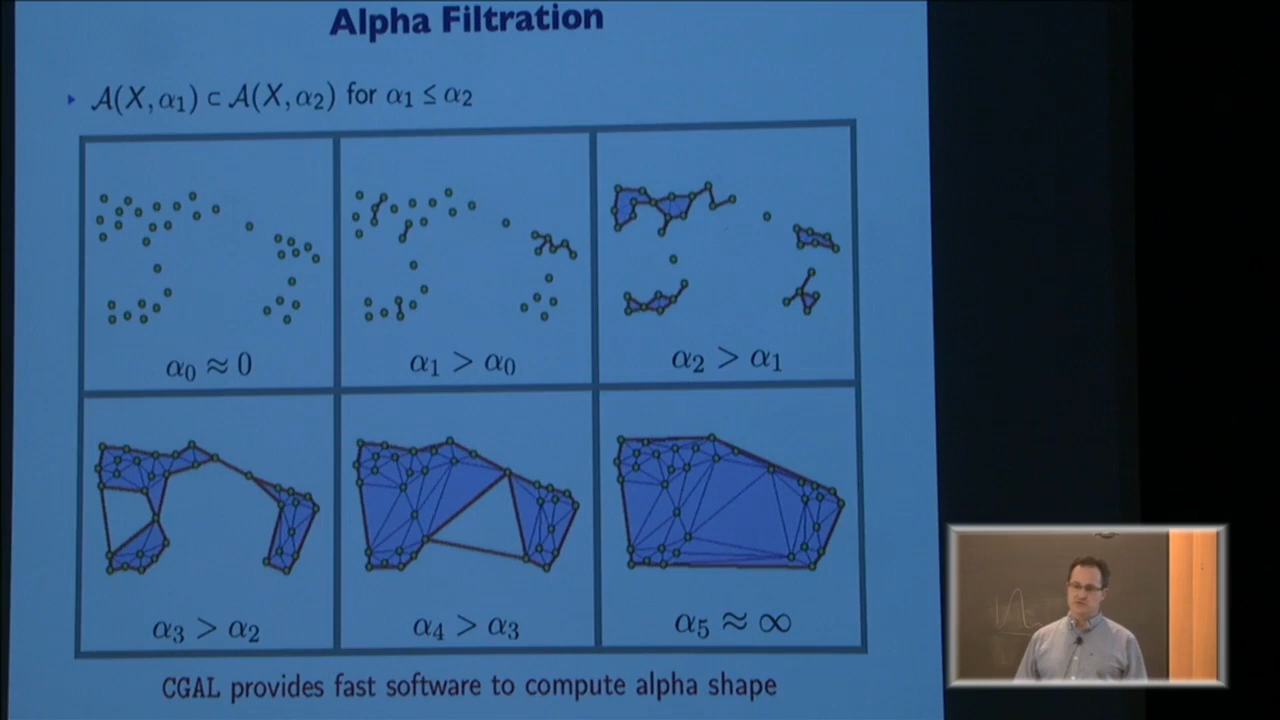 Alpha Filtration
A(X, α₁) ⊂ A(X, α₂) for α₁ ≤ α₂
α₀ ≈ 0
α₁ > α₀
α₂ > α₁
α₃ > α₂
α₄ > α₃
α₅ ≈ ∞
CGAL provides fast software to compute alpha shape